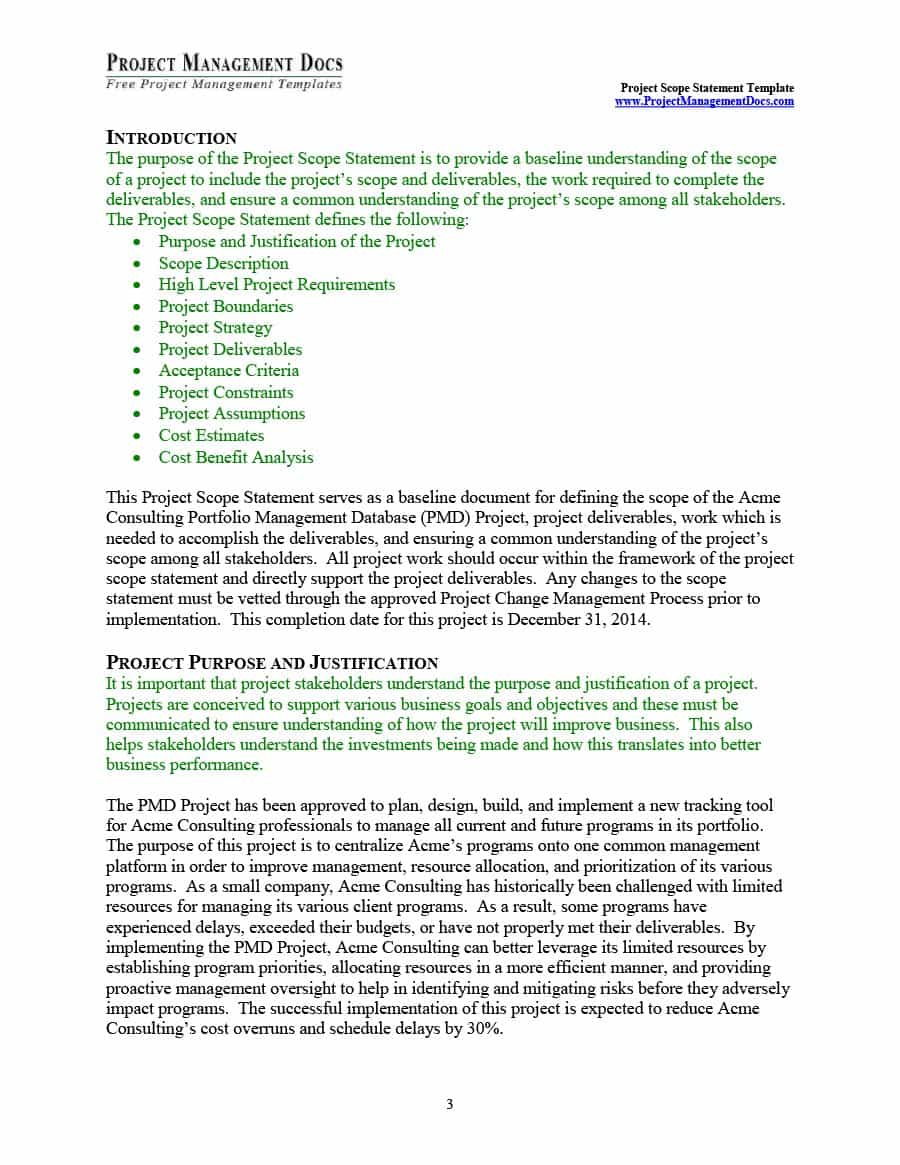 PROJECT MANAGEMENT DOCS
Free Project Management Templates
Project Scope Statement Template
www.ProjectManagementDocs.com
INTRODUCTION
The purpose of the Project Scope Statement is to provide a baseline understanding of the scope
of a project to include the project's scope and deliverables, the work required to complete the
deliverables, and ensure a common understanding of the project's scope among all stakeholders.
The Project Scope Statement defines the following:
• Purpose and Justification of the Project
• Scope Description
• High Level Project Requirements
• Project Boundaries
• Project Strategy
• Project Deliverables
• Acceptance Criteria
• Project Constraints
• Project Assumptions
• Cost Estimates
• Cost Benefit Analysis
This Project Scope Statement serves as a baseline document for defining the scope of the Acme
Consulting Portfolio Management Database (PMD) Project, project deliverables, work which is
needed to accomplish the deliverables, and ensuring a common understanding of the project's
scope among all stakeholders.  All project work should occur within the framework of the project
scope statement and directly support the project deliverables.  Any changes to the scope
statement must be vetted through the approved Project Change Management Process prior to
implementation.  This completion date for this project is December 31, 2014.
PROJECT PURPOSE AND JUSTIFICATION
It is important that project stakeholders understand the purpose and justification of a project.
Projects are conceived to support various business goals and objectives and these must be
communicated to ensure understanding of how the project will improve business.  This also
helps stakeholders understand the investments being made and how this translates into better
business performance.
The PMD Project has been approved to plan, design, build, and implement a new tracking tool
for Acme Consulting professionals to manage all current and future programs in its portfolio.
The purpose of this project is to centralize Acme's programs onto one common management
platform in order to improve management, resource allocation, and prioritization of its various
programs.  As a small company, Acme Consulting has historically been challenged with limited
resources for managing its various client programs.  As a result, some programs have
experienced delays, exceeded their budgets, or have not properly met their deliverables.  By
implementing the PMD Project, Acme Consulting can better leverage its limited resources by
establishing program priorities, allocating resources in a more efficient manner, and providing
proactive management oversight to help in identifying and mitigating risks before they adversely
impact programs.  The successful implementation of this project is expected to reduce Acme
Consulting's cost overruns and schedule delays by 30%.
3